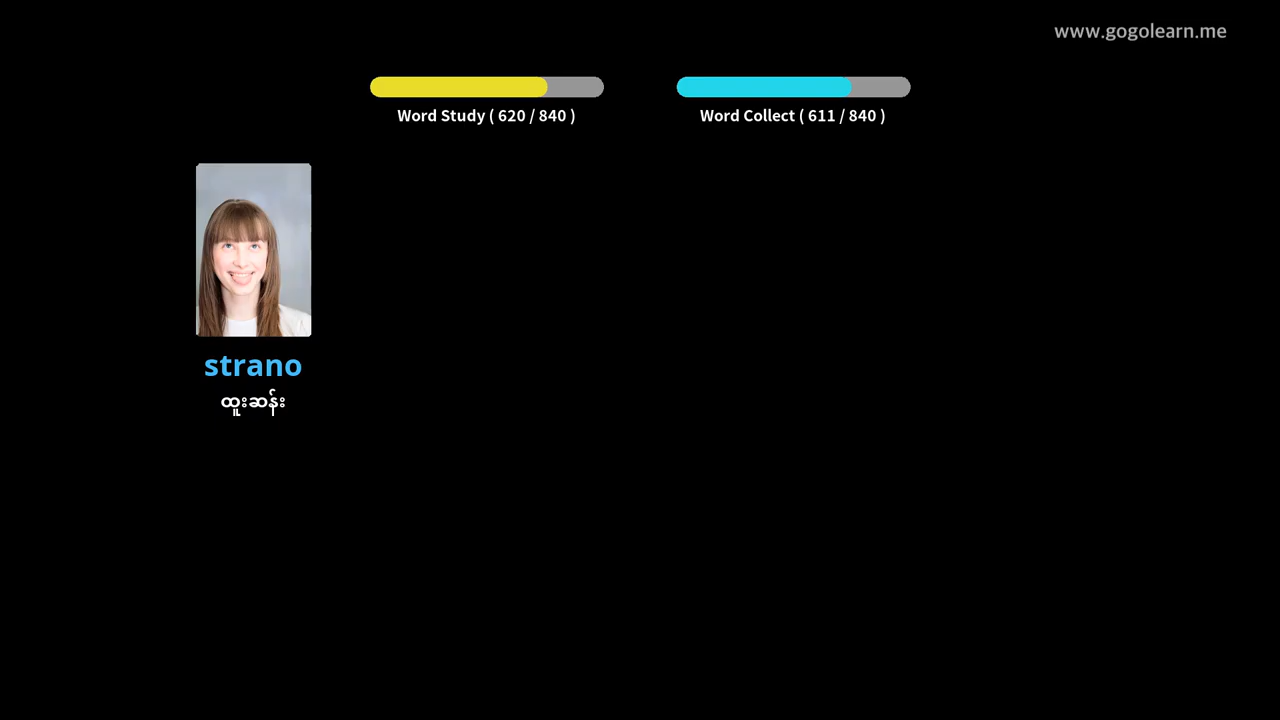 www.gogolearn.me
Word Study ( 620 / 840 )
Word Collect ( 611 / 840 )
strano
ထူးဆန်း